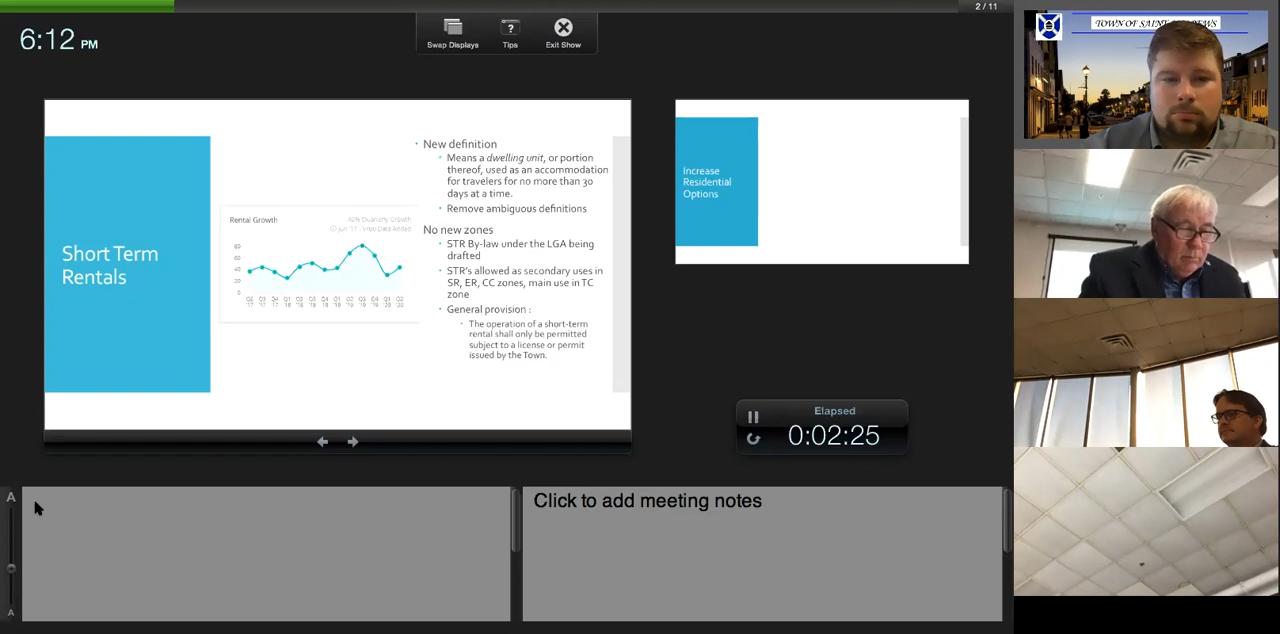 2 / 11
6:12 PM
Swap Displays
Tips
Exit Show
TOWN OF SAINT
Short Term
Rentals
Rental Growth
Quarterly Growth
• New definition
• Means a dwelling unit, or portion
thereof, used as an accommodation
for travelers for no more than 30
days at a time.
• Remove ambiguous definitions
No new zones
• STR By-law under the LGA being
drafted
• STR's allowed as secondary uses in
SR, ER, CC zones, main use in TC
zone
• General provision :
• The operation of a short-term
rental shall only be permitted
subject to a license or permit
issued by the Town.
Increase
Residential
Options
Elapsed
0:02:25
A
A
Click to add meeting notes